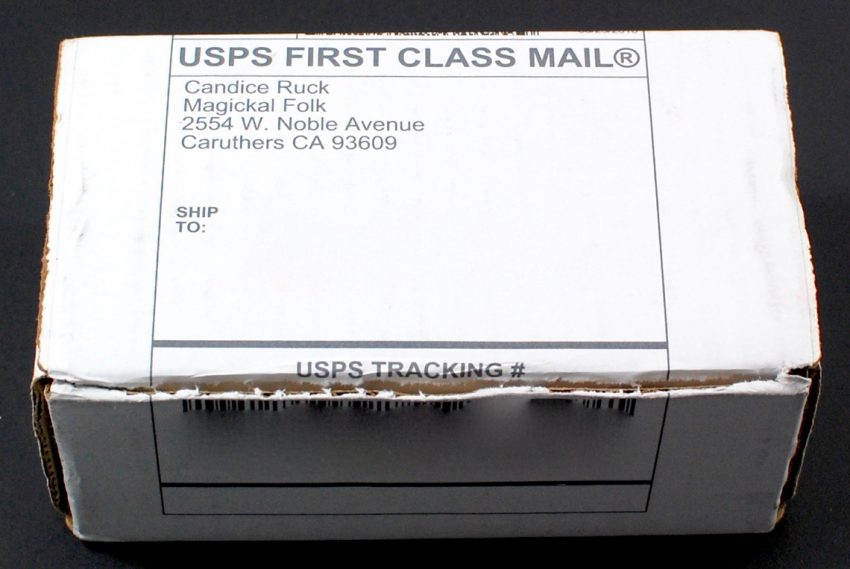 USPS FIRST CLASS MAIL®
Candice Ruck
Magickal Folk
2554 W. Noble Avenue
Caruthers CA 93609
SHIP
TO:
USPS TRACKING #